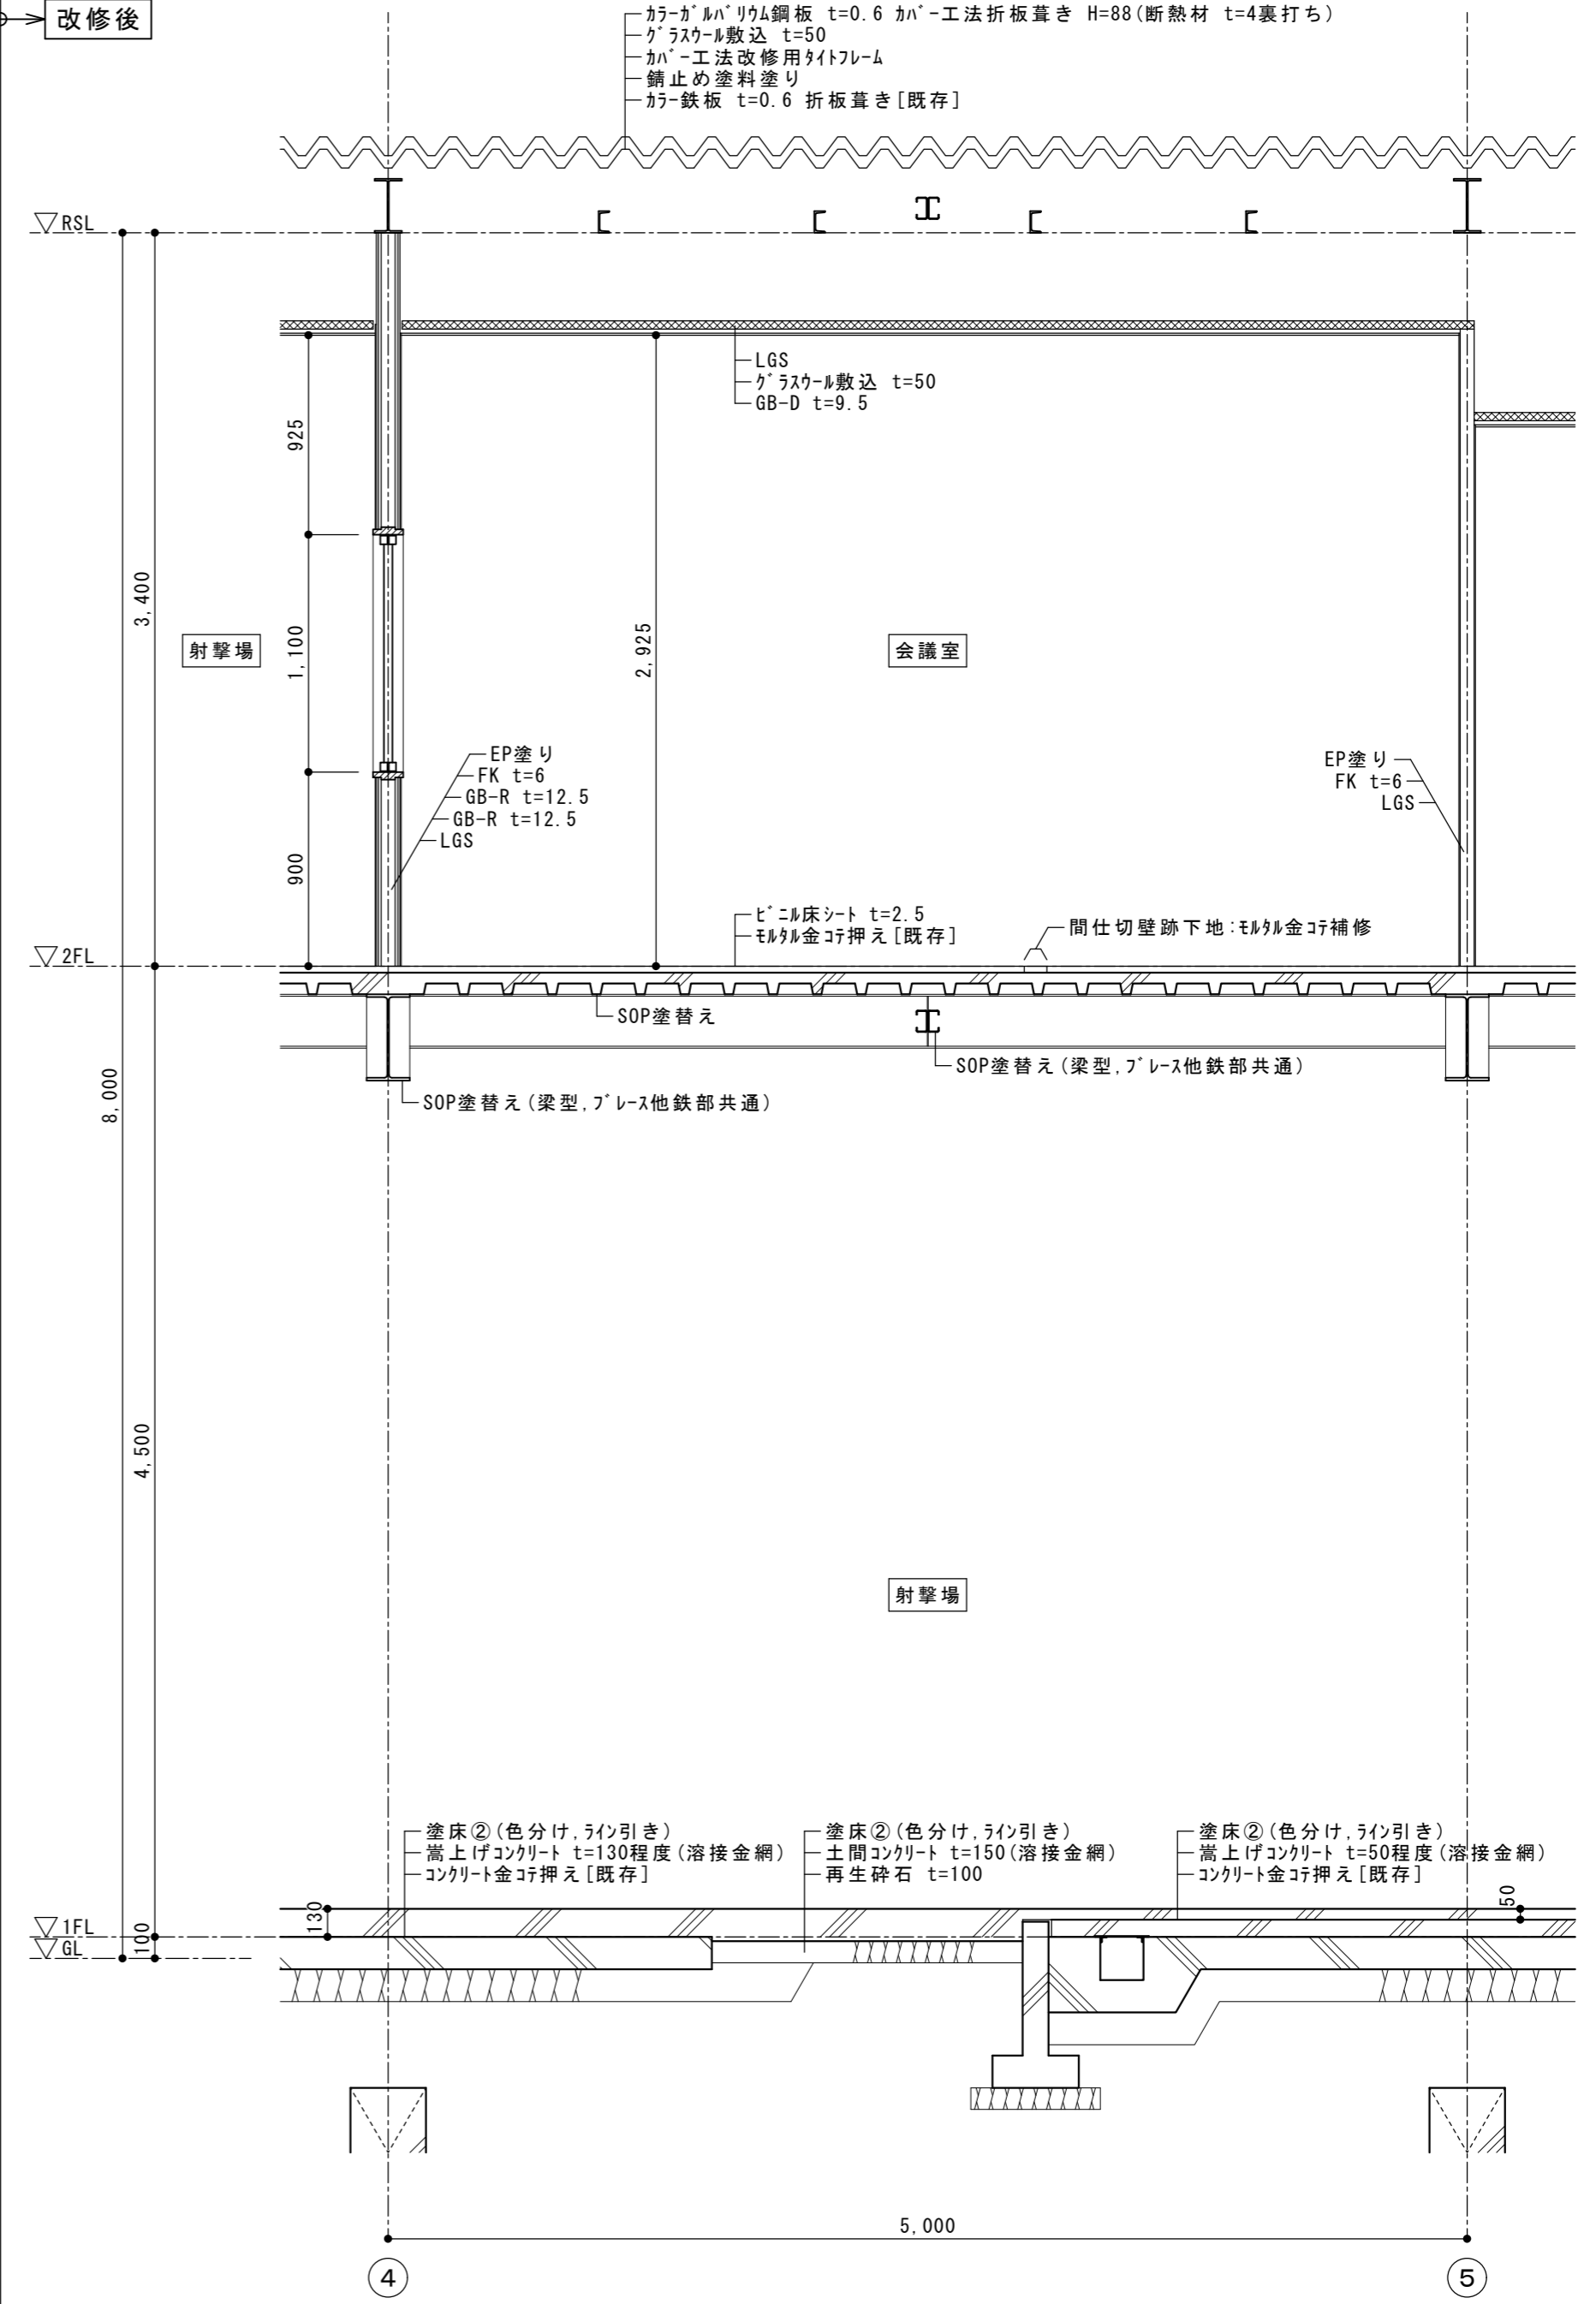 改修後
カラーガルバリウム鋼板 t=0.6 カバー工法折板葺き H=88(断熱材 t=4裏打ち)
グラスウール敷込 t=50
カバー工法改修用タイトフレーム
錆止め塗料塗り
カラー鉄板 t=0.6 折板葺き[既存]
RSL
LGS
グラスウール敷込 t=50
GB-D t=9.5
925
3,400
1,100
2,925
射撃場
会議室
EP塗り
FK t=6
GB-R t=12.5
GB-R t=12.5
LGS
EP塗り
FK t=6
LGS
900
ビニル床シート t=2.5
モルタル金コテ押え[既存]
間仕切壁跡下地:モルタル金コテ補修
2FL
SOP塗替え
SOP塗替え(梁型,ブレース他鉄部共通)
SOP塗替え(梁型,ブレース他鉄部共通)
8,000
4,500
射撃場
塗床②(色分け,ライン引き)
嵩上げコンクリート t=130程度(溶接金網)
コンクリート金コテ押え[既存]
塗床②(色分け,ライン引き)
土間コンクリート t=150(溶接金網)
再生砕石 t=100
塗床②(色分け,ライン引き)
嵩上げコンクリート t=50程度(溶接金網)
コンクリート金コテ押え[既存]
130
50
1FL
100
GL
5,000
4
5